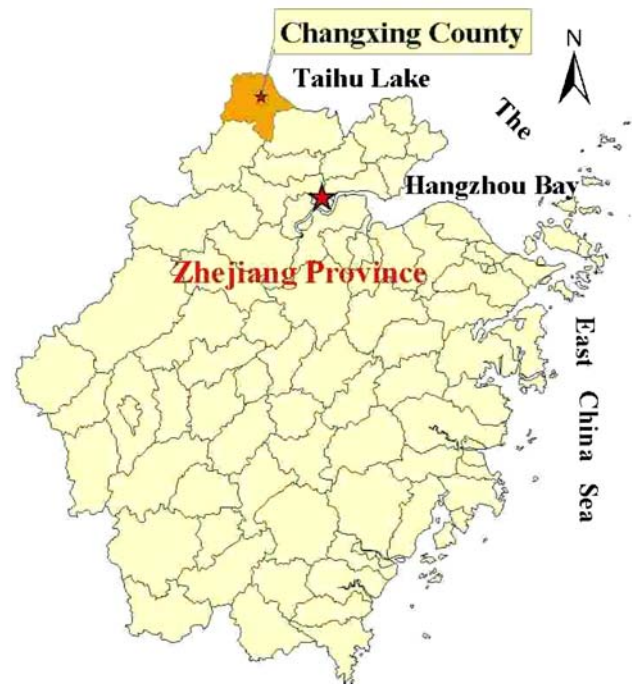 Changxing County
N
Taihu Lake
The
Hangzhou Bay
Zhejiang Province
East China Sea